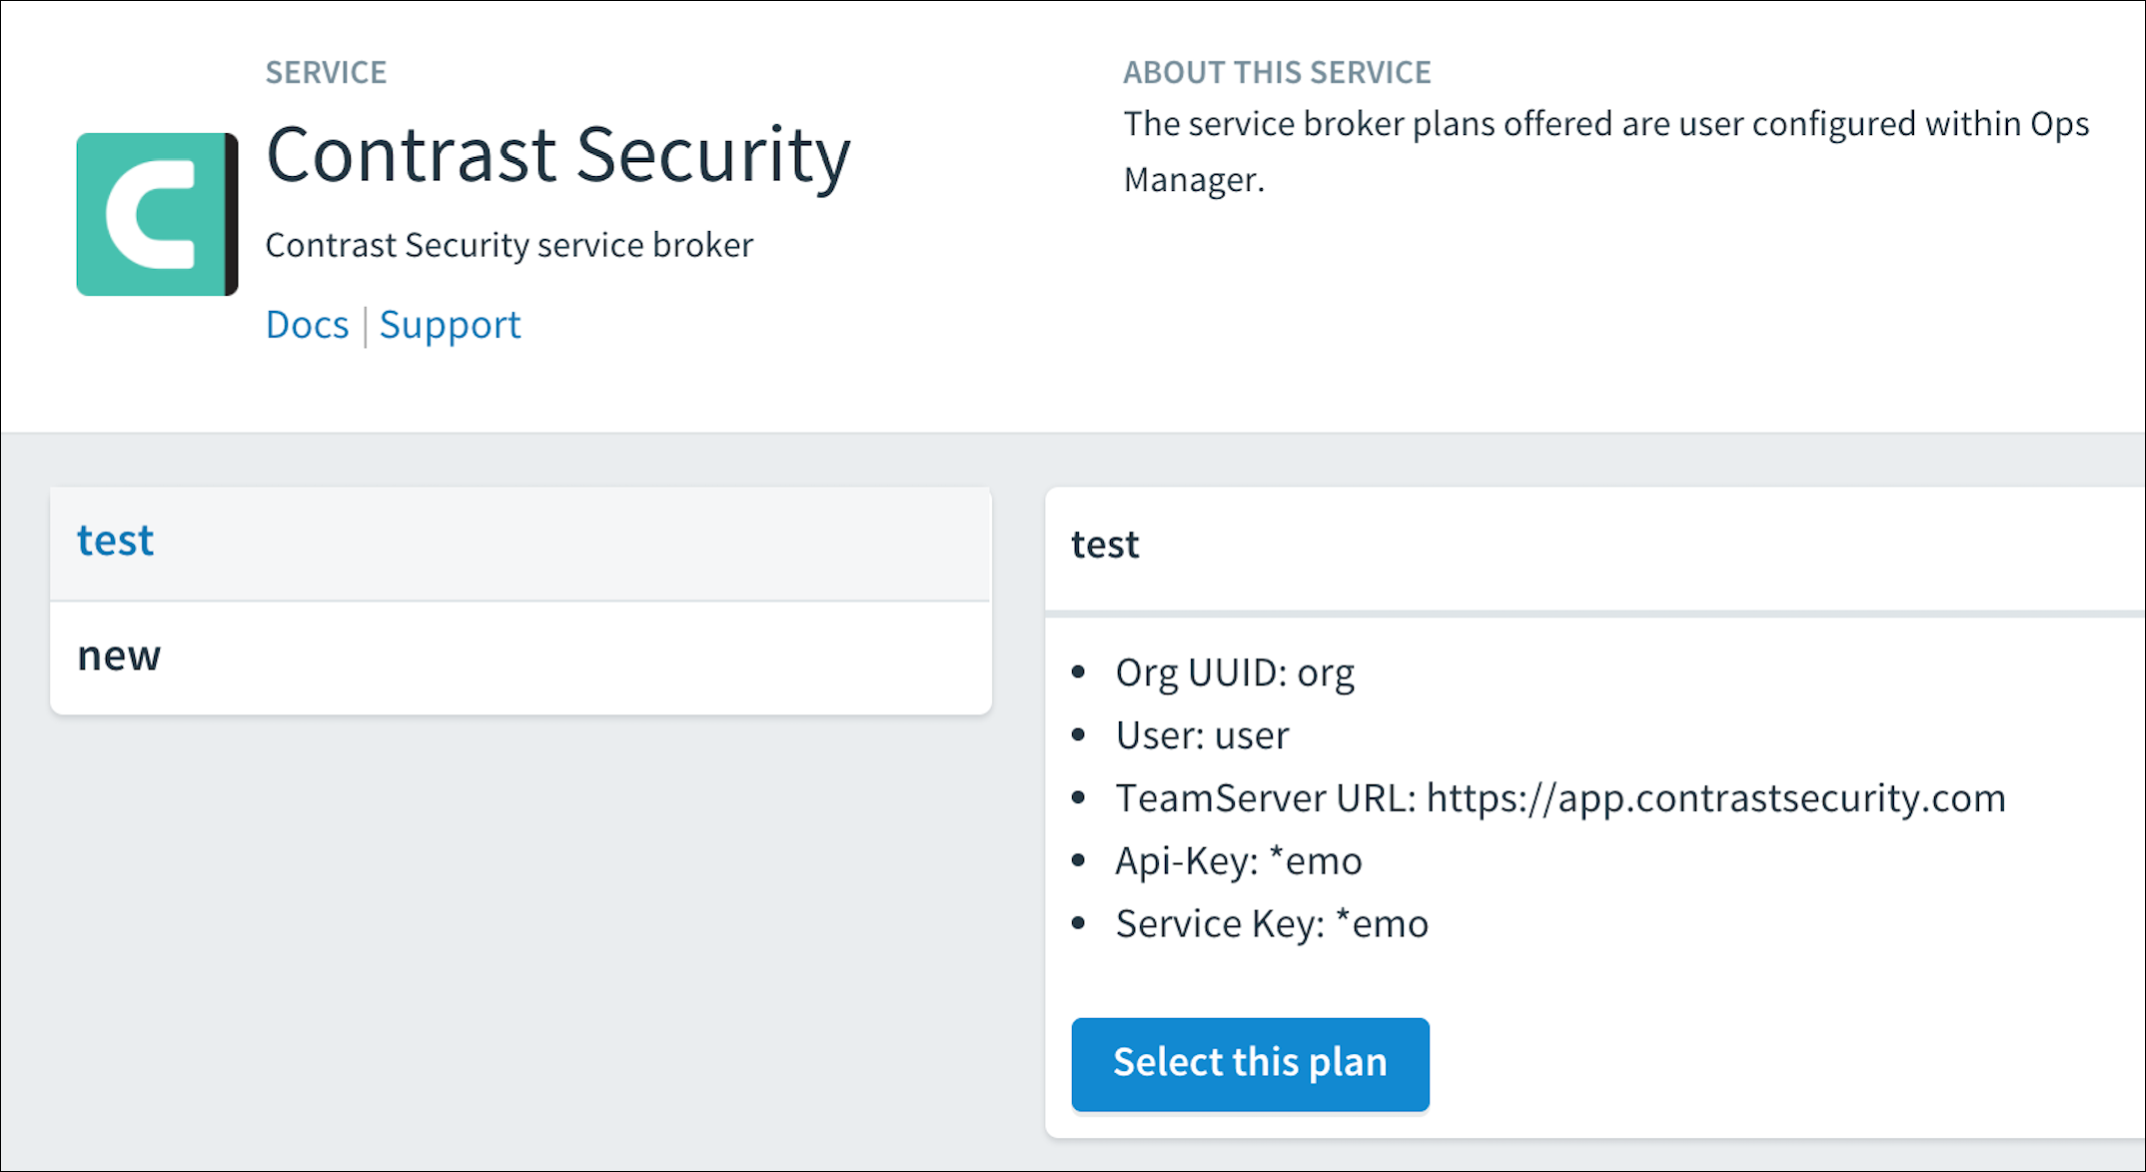 SERVICE
Contrast Security
Contrast Security service broker
Docs | Support
ABOUT THIS SERVICE
The service broker plans offered are user configured within Ops
Manager.
test
new
test
• Org UUID: org
• User: user
• TeamServer URL: https://app.contrastsecurity.com
• Api-Key: *emo
• Service Key: *emo
Select this plan